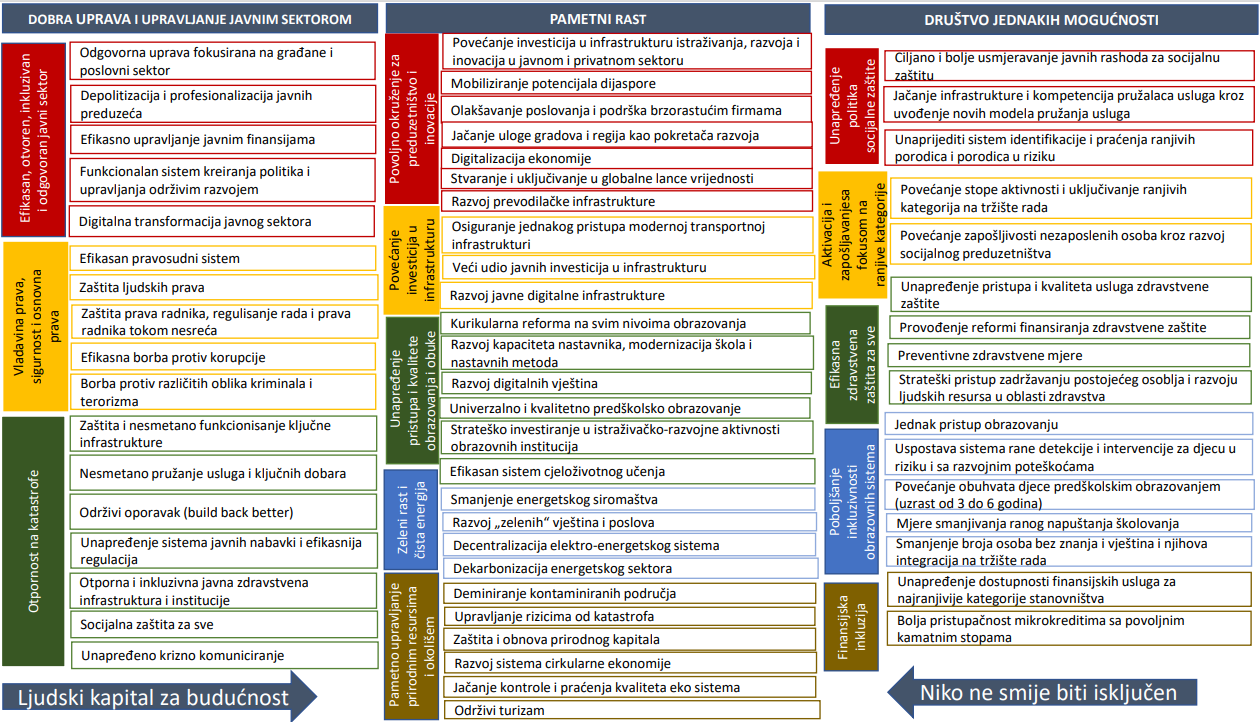 DOBRA UPRAVA I UPRAVLJANJE JAVNIM SEKTOROM
Efikasan, otvoren, inkluzivan
i odgovoran javni sektor
Odgovorna uprava fokusirana na građane i
poslovni sektor
Depolitizacija i profesionalizacija javnih
preduzeća
Efikasno upravljanje javnim finansijama
Funkcionalan sistem kreiranja politika i
upravljanja održivim razvojem
Digitalna transformacija javnog sektora
Vladavina prava,
sigurnost i osnovna
prava
Efikasan pravosudni sistem
Zaštita ljudskih prava
Zaštita prava radnika, regulisanje rada i prava
radnika tokom nesreća
Efikasna borba protiv korupcije
Borba protiv različitih oblika kriminala i
terorizma
Otpornost na katastrofe
Zaštita i nesmetano funkcionisanje ključne
infrastrukture
Nesmetano pružanje usluga i ključnih dobara
Održivi oporavak (build back better)
Unapređenje sistema javnih nabavki i efikasnija
regulacija
Otporna i inkluzivna javna zdravstvena
infrastruktura i institucije
Socijalna zaštita za sve
Unapređeno krizno komuniciranje
Ljudski kapital za budućnost
PAMETNI RAST
Povoljno okruženje za
preduzetništvo i
inovacije
Povećanje investicija u infrastrukturu istraživanja, razvoja i
inovacija u javnom i privatnom sektoru
Mobiliziranje potencijala dijaspore
Olakšavanje poslovanja i podrška brzorastućim firmama
Jačanje uloge gradova i regija kao pokretača razvoja
Digitalizacija ekonomije
Stvaranje i uključivanje u globalne lance vrijednosti
Razvoj prevodilačke infrastrukture
Povećanje
investicija u
infrastrukturu
Osiguranje jednakog pristupa modernoj transportnoj
infrastrukturi
Veći udio javnih investicija u infrastrukturu
Razvoj javne digitalne infrastrukture
Unapređenje
pristupa i kvalitete
obrazovanja i obuke
Kurikularna reforma na svim nivoima obrazovanja
Razvoj kapaciteta nastavnika, modernizacija škola i
nastavnih metoda
Razvoj digitalnih vještina
Univerzalno i kvalitetno predškolsko obrazovanje
Strateško investiranje u istraživačko-razvojne aktivnosti
obrazovnih institucija
Efikasan sistem cjeloživotnog učenja
Zeleni rast i
čista energija
Smanjenje energetskog siromaštva
Razvoj „zelenih“ vještina i poslova
Decentralizacija elektro-energetskog sistema
Dekarbonizacija energetskog sektora
Pametno upravljanje
prirodnim resursima
i okolišem
Deminiranje kontaminiranih područja
Upravljanje rizicima od katastrofa
Zaštita i obnova prirodnog kapitala
Razvoj sistema cirkularne ekonomije
Jačanje kontrole i praćenja kvaliteta eko sistema
Održivi turizam
DRUŠTVO JEDNAKIH MOGUĆNOSTI
Unapređenje
politika
socijalne zaštite
Ciljano i bolje usmjeravanje javnih rashoda za socijalnu
zaštitu
Jačanje infrastrukture i kompetencija pružalaca usluga kroz
uvođenje novih modela pružanja usluga
Unaprijediti sistem identifikacije i praćenja ranjivih
porodica i porodica u riziku
Aktivacija i
zapošljavanjesa
fokusom na
ranjive kategorije
Povećanje stope aktivnosti i uključivanje ranjivih
kategorija na tržište rada
Povećanje zapošljivosti nezaposlenih osoba kroz razvoj
socijalnog preduzetništva
Efikasna
zdravstvena
zaštita za sve
Unapređenje pristupa i kvaliteta usluga zdravstvene
zaštite
Provođenje reformi finansiranja zdravstvene zaštite
Preventivne zdravstvene mjere
Strateški pristup zadržavanju postojećeg osoblja i razvoju
ljudskih resursa u oblasti zdravstva
Poboljšanje
inkluzivnosti
obrazovnih sistema
Jednak pristup obrazovanju
Uspostava sistema rane detekcije i intervencije za djecu u
riziku i sa razvojnim poteškoćama
Povećanje obuhvata djece predškolskim obrazovanjem
(uzrast od 3 do 6 godina)
Mjere smanjivanja ranog napuštanja školovanja
Smanjenje broja osoba bez znanja i vještina i njihova
integracija na tržište rada
Finansijska
inkluzija
Unapređenje dostupnosti finansijskih usluga za
najranjivije kategorije stanovništva
Bolja pristupačnost mikrokreditima sa povoljnim
kamatnim stopama
Niko ne smije biti isključen